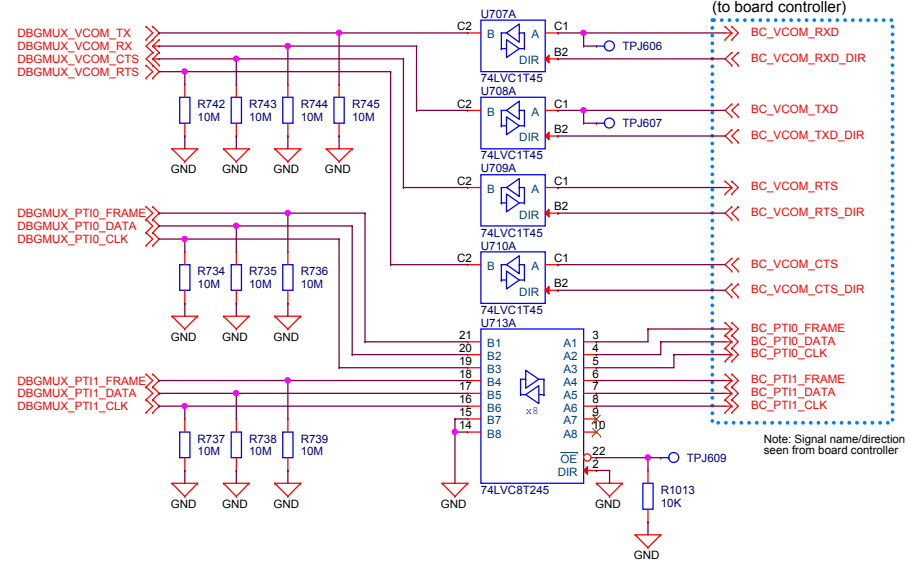 (to board controller)
U707A
DBGMUX_VCOM_TX
DBGMUX_VCOM_RX
DBGMUX_VCOM_CTS
DBGMUX_VCOM_RTS
C2 B A C1
DIR B2
74LVC1T45
TPJ606
BC_VCOM_RXD
BC_VCOM_RXD_DIR
R742 10M
R743 10M
R744 10M
R745 10M
GND GND GND GND
U708A
C2 B A C1
DIR B2
74LVC1T45
TPJ607
BC_VCOM_TXD
BC_VCOM_TXD_DIR
U709A
C2 B A C1
DIR B2
74LVC1T45
BC_VCOM_RTS
BC_VCOM_RTS_DIR
DBGMUX_PTI0_FRAME
DBGMUX_PTI0_DATA
DBGMUX_PTI0_CLK
R734 10M
R735 10M
R736 10M
GND GND GND
U710A
C2 B A C1
DIR B2
74LVC1T45
BC_VCOM_CTS
BC_VCOM_CTS_DIR
U713A
21 B1 A1 3
20 B2 A2 4
19 B3 A3 5
18 B4 A4 6
17 B5 A5 7
16 B6 A6 8
15 B7 A7 9
14 B8 A8 10
x8
OE 22
DIR 2
74LVC8T245
BC_PTI0_FRAME
BC_PTI0_DATA
BC_PTI0_CLK
BC_PTI1_FRAME
BC_PTI1_DATA
BC_PTI1_CLK
DBGMUX_PTI1_FRAME
DBGMUX_PTI1_DATA
DBGMUX_PTI1_CLK
R737 10M
R738 10M
R739 10M
GND GND GND
GND
GND
TPJ609
R1013
10K
GND
Note: Signal name/direction
seen from board controller